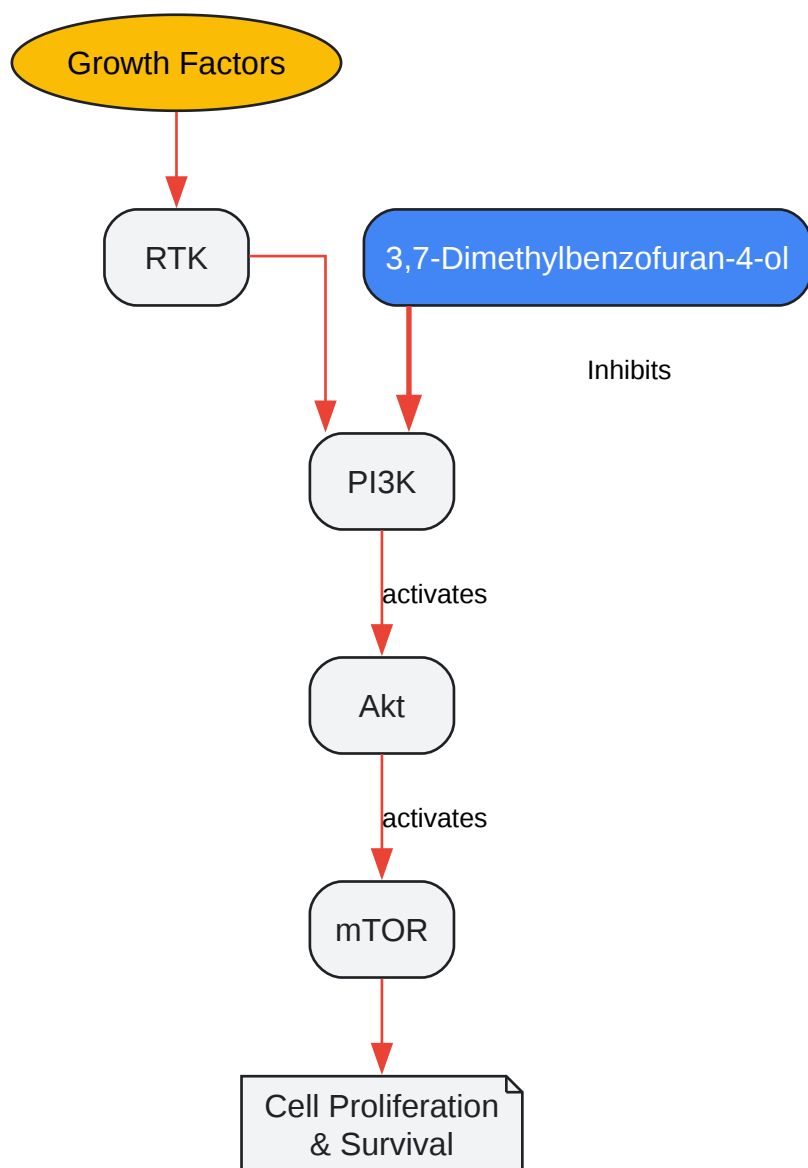 Growth Factors
RTK
3,7-Dimethylbenzofuran-4-ol
Inhibits
PI3K
activates
Akt
activates
mTOR
Cell Proliferation
& Survival